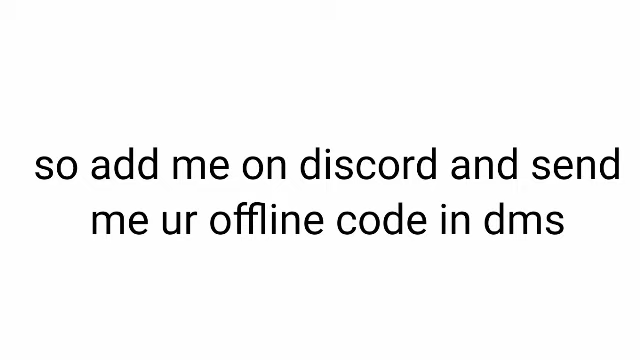 so add me on discord and send
me ur offline code in dms